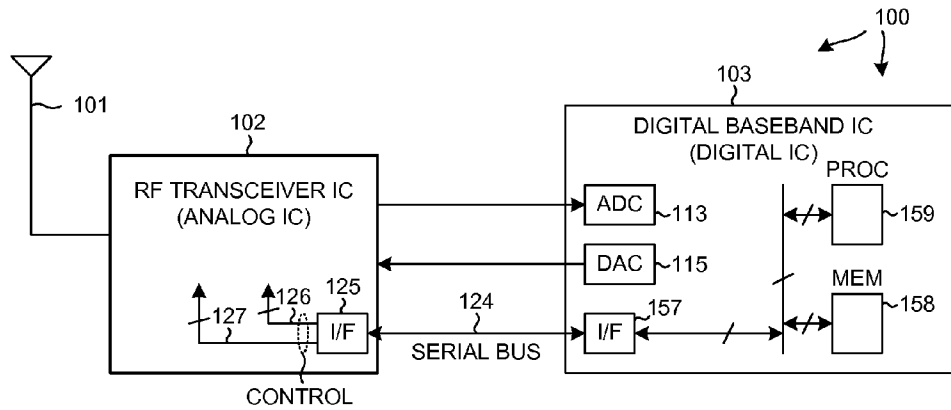 100
101
102
103
RF TRANSCEIVER IC
(ANALOG IC)
DIGITAL BASEBAND IC
(DIGITAL IC)
PROC
159
ADC
113
DAC
115
MEM
158
125
126
127
I/F
124
SERIAL BUS
I/F
157
CONTROL